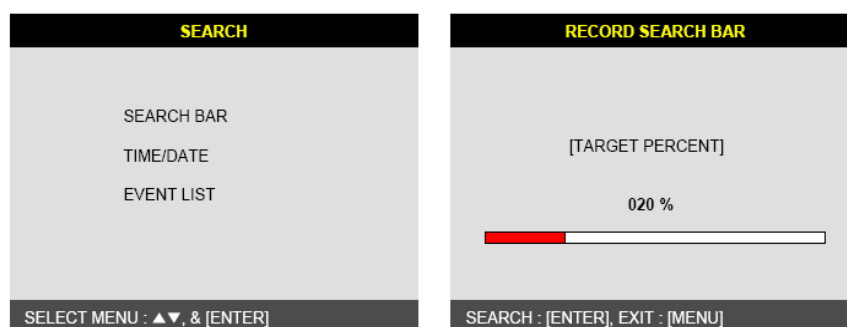 SEARCH
SEARCH BAR
TIME/DATE
EVENT LIST
SELECT MENU : ▲▼, & [ENTER]
RECORD SEARCH BAR
[TARGET PERCENT]
020 %
SEARCH : [ENTER], EXIT : [MENU]